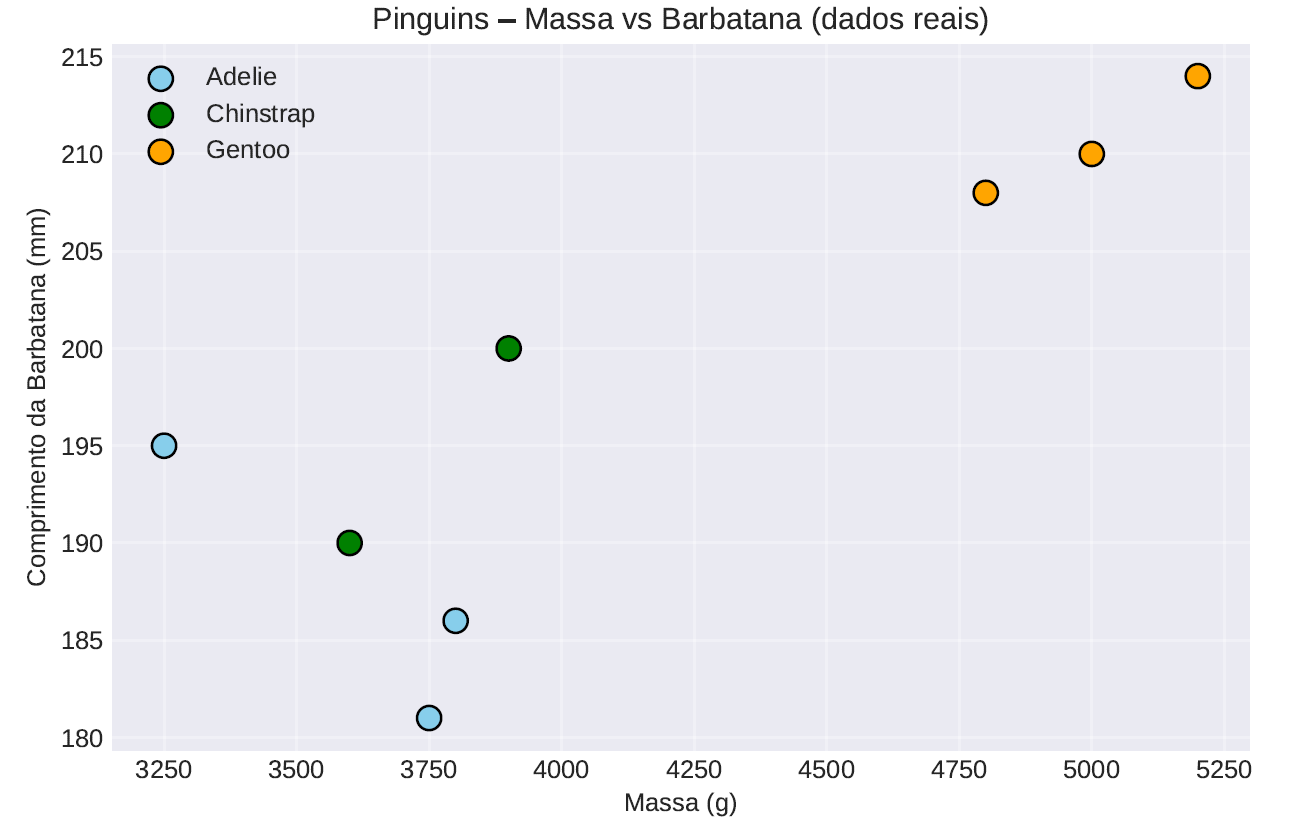 Pinguins – Massa vs Barbatana (dados reais)
Adelie
Chinstrap
Gentoo
Comprimento da Barbatana (mm)
215
210
205
200
195
190
185
180
3250 3500 3750 4000 4250 4500 4750 5000 5250
Massa (g)